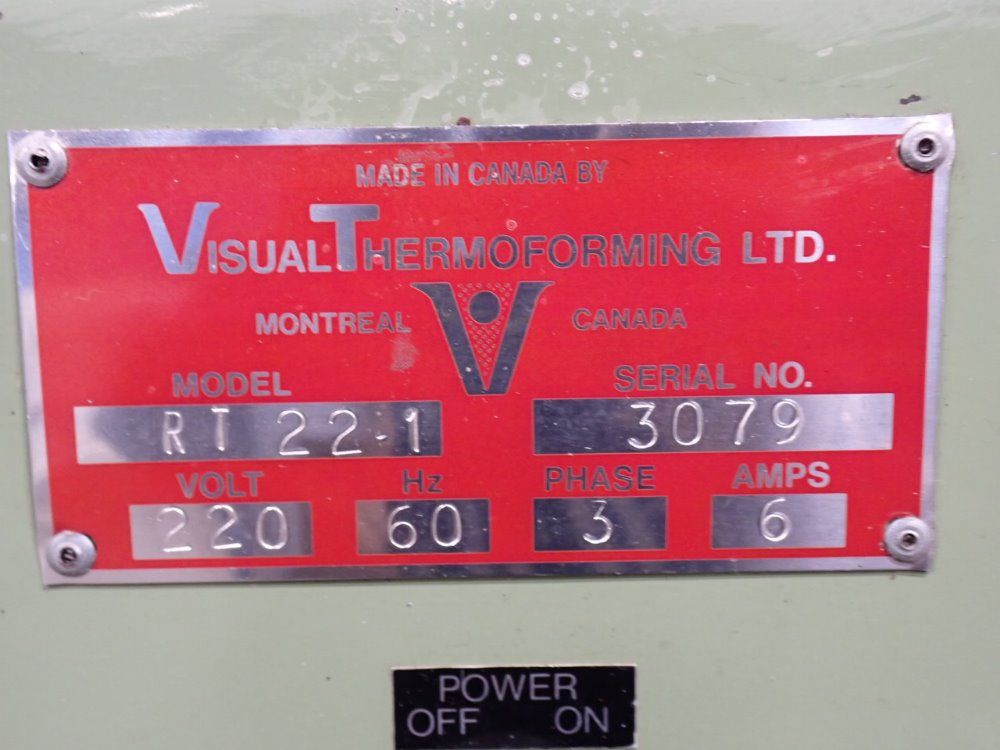 MADE IN CANADA BY
VISUAL THERMOFORMING LTD.
MONTREAL CANADA
MODEL SERIAL NO.
RT 22-1 3079
VOLT Hz PHASE AMPS
220 60 3 6
POWER
OFF ON